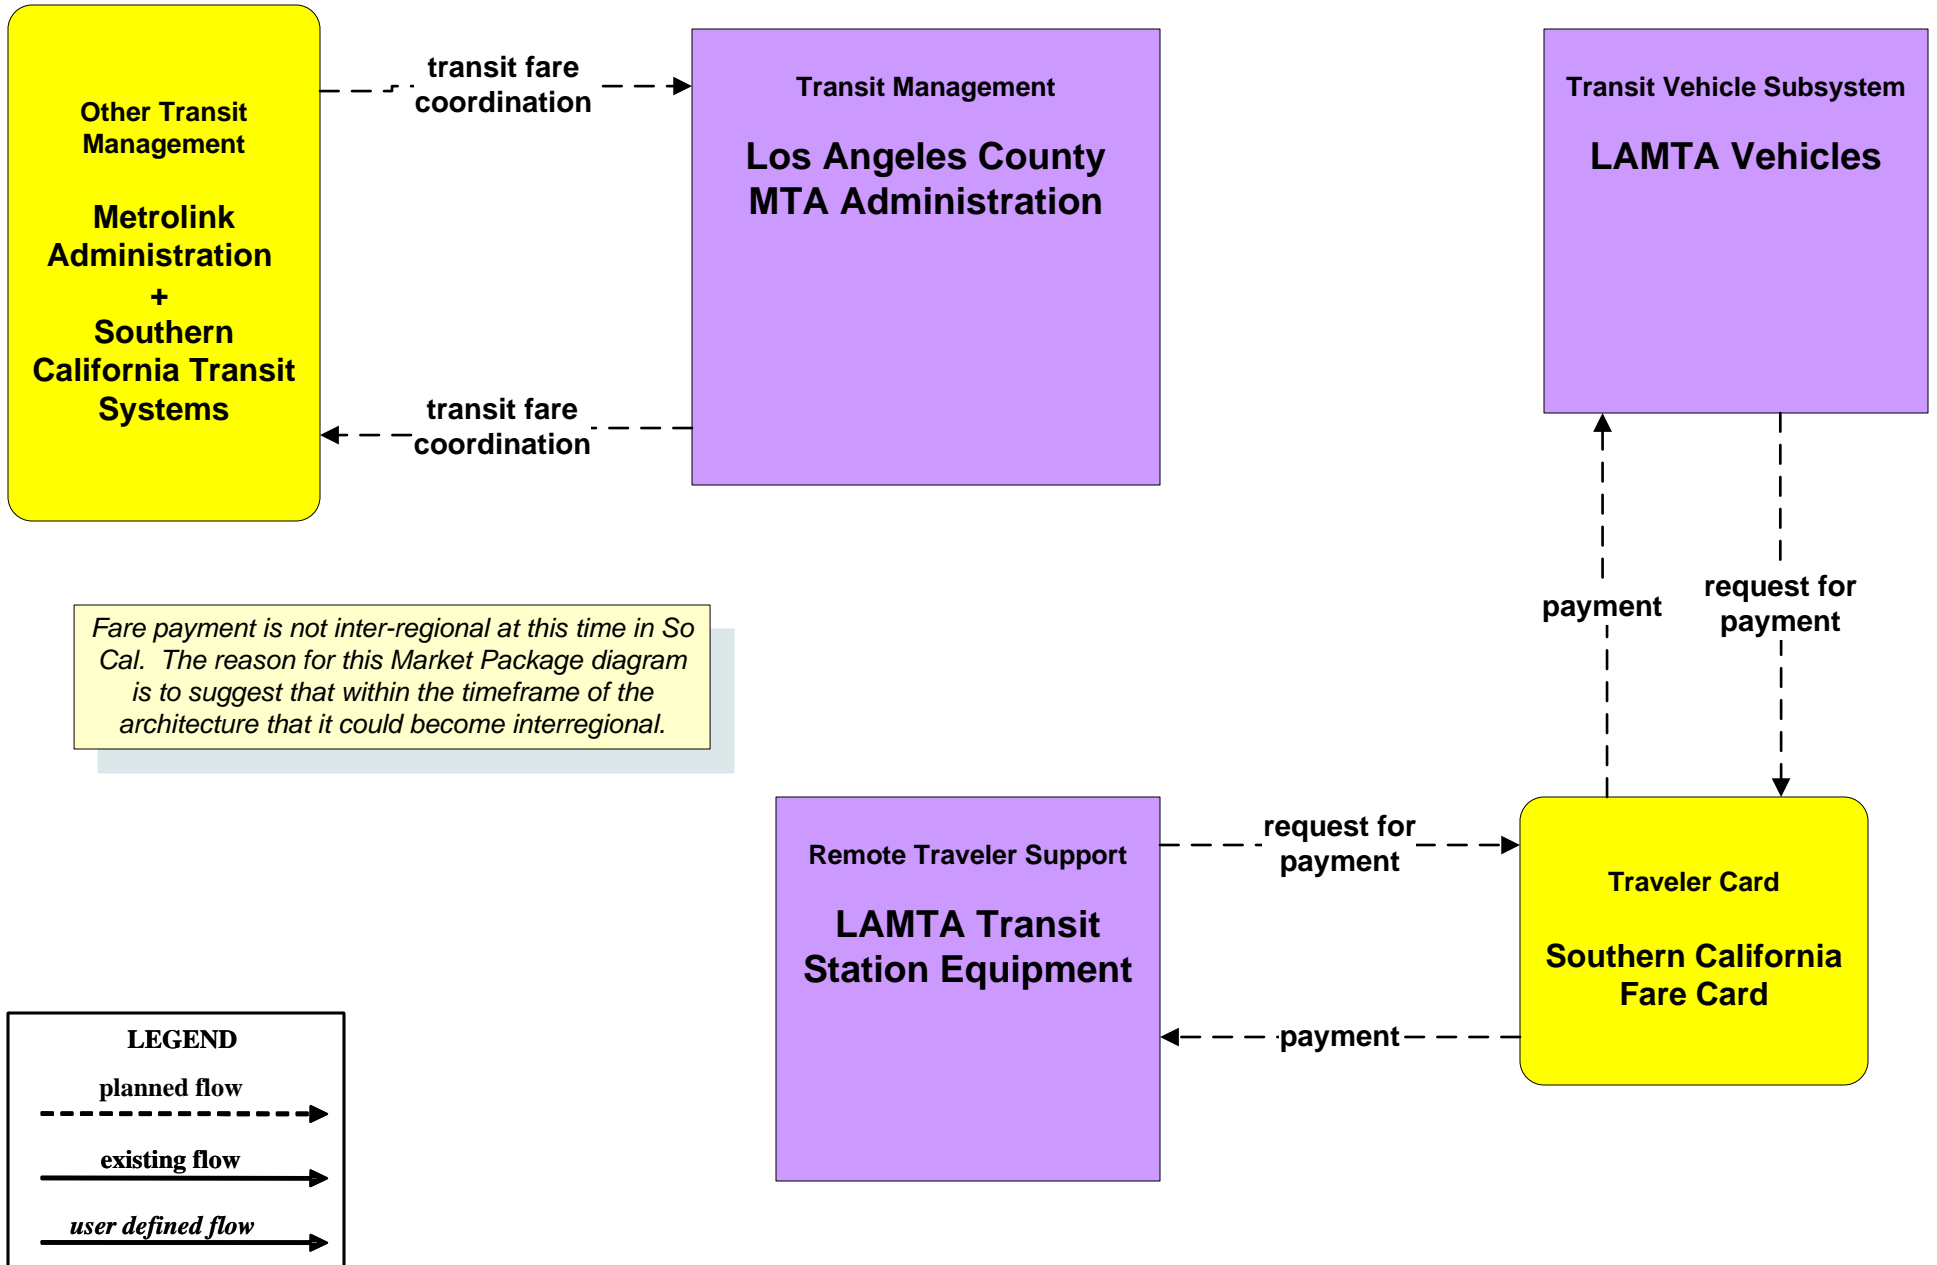 Other Transit
Management
Metrolink
Administration
+
Southern
California Transit
Systems
transit fare
coordination
transit fare
coordination
Transit Management
Los Angeles County
MTA Administration
Transit Vehicle Subsystem
LAMTA Vehicles
payment
request for
payment
Fare payment is not inter-regional at this time in So
Cal. The reason for this Market Package diagram
is to suggest that within the timeframe of the
architecture that it could become interregional.
Remote Traveler Support
LAMTA Transit
Station Equipment
request for
payment
payment
Traveler Card
Southern California
Fare Card
LEGEND
planned flow
existing flow
user defined flow